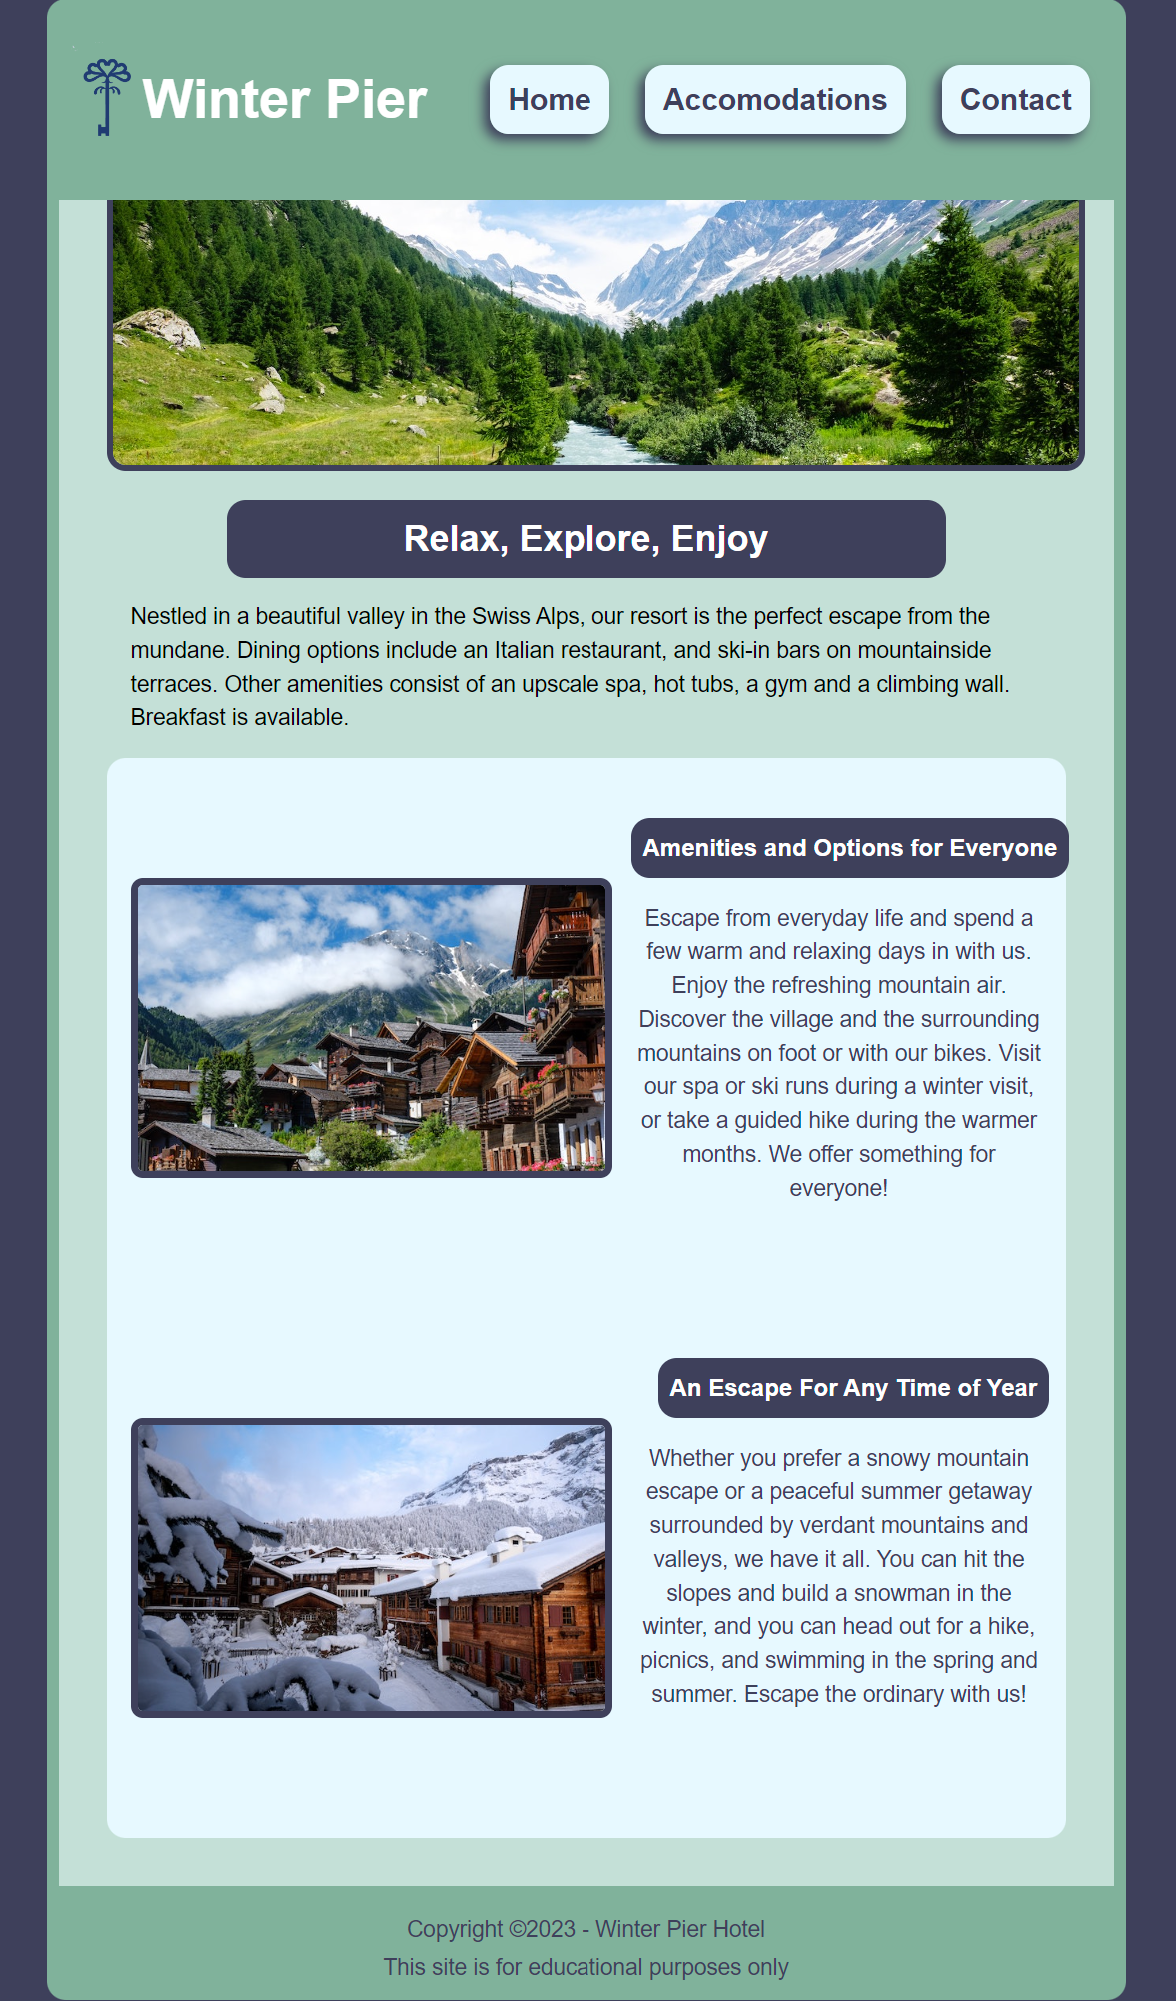 Winter Pier
Home
Accomodations
Contact
Relax, Explore, Enjoy
Nestled in a beautiful valley in the Swiss Alps, our resort is the perfect escape from the
mundane. Dining options include an Italian restaurant, and ski-in bars on mountainside
terraces. Other amenities consist of an upscale spa, hot tubs, a gym and a climbing wall.
Breakfast is available.
Amenities and Options for Everyone
Escape from everyday life and spend a
few warm and relaxing days in with us.
Enjoy the refreshing mountain air.
Discover the village and the surrounding
mountains on foot or with our bikes. Visit
our spa or ski runs during a winter visit,
or take a guided hike during the warmer
months. We offer something for
everyone!
An Escape For Any Time of Year
Whether you prefer a snowy mountain
escape or a peaceful summer getaway
surrounded by verdant mountains and
valleys, we have it all. You can hit the
slopes and build a snowman in the
winter, and you can head out for a hike,
picnics, and swimming in the spring and
summer. Escape the ordinary with us!
Copyright ©2023 - Winter Pier Hotel
This site is for educational purposes only